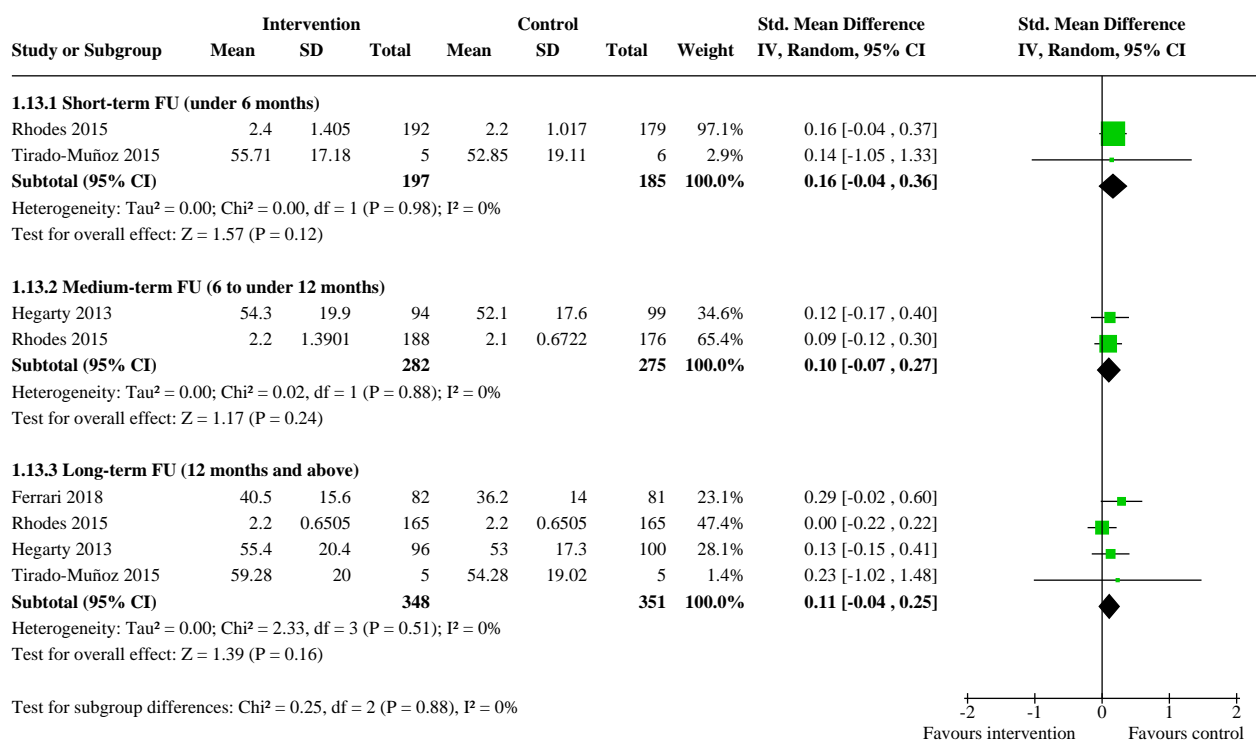 Intervention Control Std. Mean Difference Std. Mean Difference
Study or Subgroup Mean SD Total Mean SD Total Weight IV, Random, 95% CI IV, Random, 95% CI
1.13.1 Short-term FU (under 6 months)
Rhodes 2015 2.4 1.405 192 2.2 1.017 179 97.1% 0.16 [-0.04 , 0.37]
Tirado-Muñoz 2015 55.71 17.18 5 52.85 19.11 6 2.9% 0.14 [-1.05 , 1.33]
Subtotal (95% CI) 197 185 100.0% 0.16 [-0.04 , 0.36]
Heterogeneity: Tau² = 0.00; Chi² = 0.00, df = 1 (P = 0.98); I² = 0%
Test for overall effect: Z = 1.57 (P = 0.12)
1.13.2 Medium-term FU (6 to under 12 months)
Hegarty 2013 54.3 19.9 94 52.1 17.6 99 34.6% 0.12 [-0.17 , 0.40]
Rhodes 2015 2.2 1.3901 188 2.1 0.6722 176 65.4% 0.09 [-0.12 , 0.30]
Subtotal (95% CI) 282 275 100.0% 0.10 [-0.07 , 0.27]
Heterogeneity: Tau² = 0.00; Chi² = 0.02, df = 1 (P = 0.88); I² = 0%
Test for overall effect: Z = 1.17 (P = 0.24)
1.13.3 Long-term FU (12 months and above)
Ferrari 2018 40.5 15.6 82 36.2 14 81 23.1% 0.29 [-0.02 , 0.60]
Rhodes 2015 2.2 0.6505 165 2.2 0.6505 165 47.4% 0.00 [-0.22 , 0.22]
Hegarty 2013 55.4 20.4 96 53 17.3 100 28.1% 0.13 [-0.15 , 0.41]
Tirado-Muñoz 2015 59.28 20 5 54.28 19.02 5 1.4% 0.23 [-1.02 , 1.48]
Subtotal (95% CI) 348 351 100.0% 0.11 [-0.04 , 0.25]
Heterogeneity: Tau² = 0.00; Chi² = 2.33, df = 3 (P = 0.51); I² = 0%
Test for overall effect: Z = 1.39 (P = 0.16)
Test for subgroup differences: Chi² = 0.25, df = 2 (P = 0.88), I² = 0%
-2 -1 0 1 2
Favours intervention Favours control